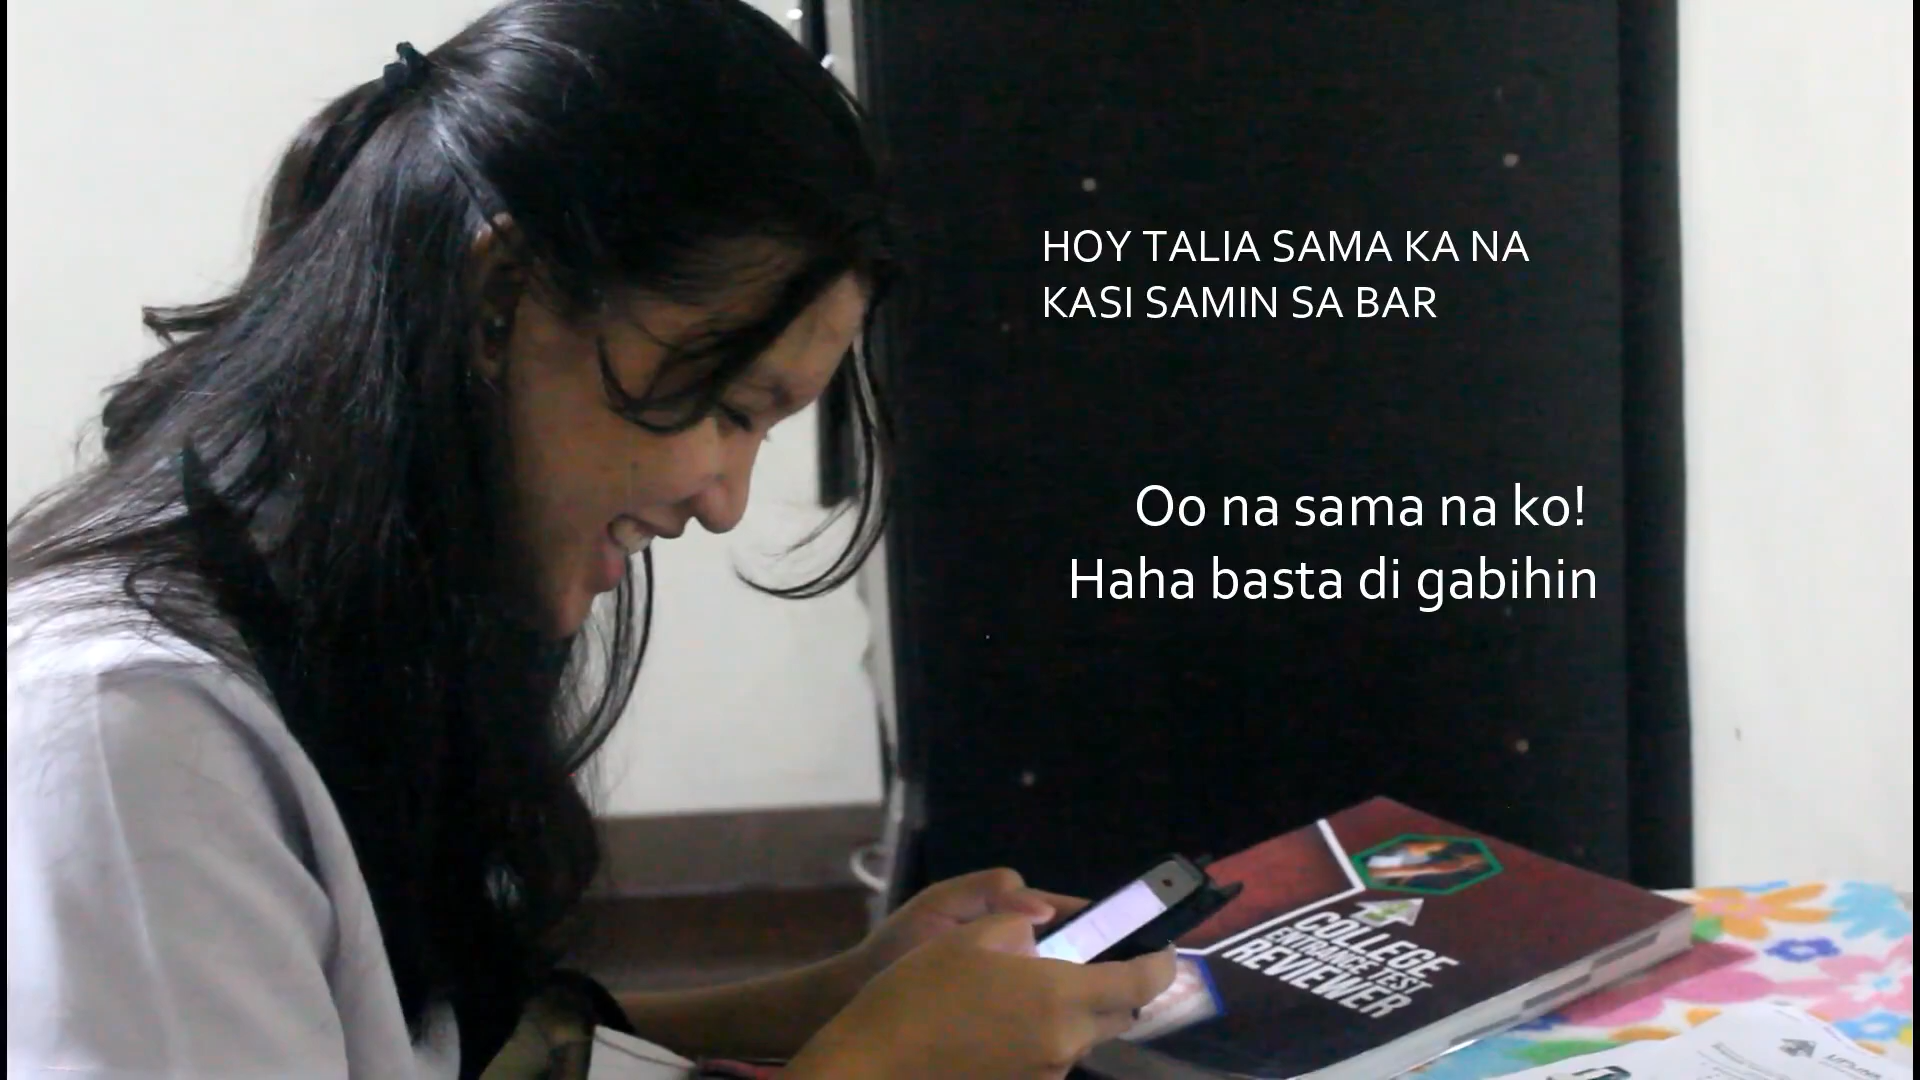 HOY TALIA SAMA KA NA
KASI SAMIN SA BAR
Oo na sama na ko!
Haha basta di gabihin
COLLEGE
ENTRANCE TEST
REVIEWER